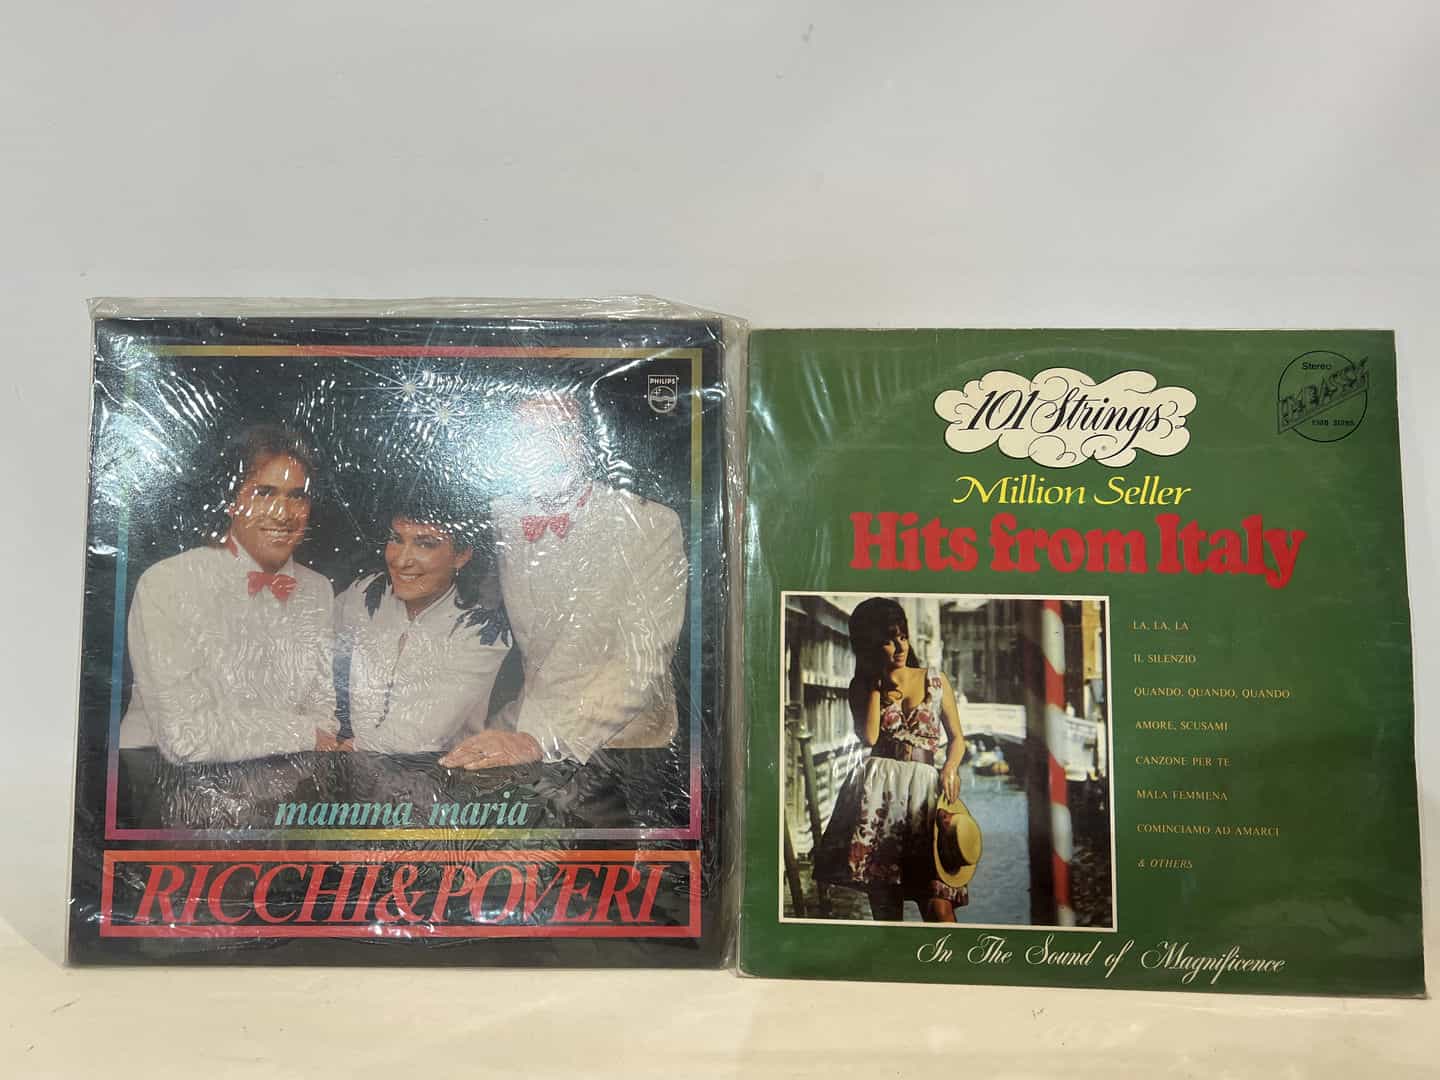 PHILIPS
mamma maria
RICCHI & POVERI
101 Strings
Stereo
EMBASSY
Million Seller
Hits from Italy
LA, LA, LA
IL SILENZIO
QUANDO, QUANDO, QUANDO
AMORE, SCUSAMI
CANZONE PER TE
MALA FEMMENA
COMINCIAMO AD AMARCI
& OTHERS
In The Sound of Magnificence